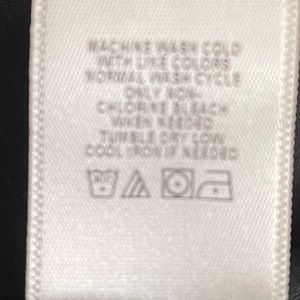 MACHINE WASH COLD
WITH LIKE COLORS
NORMAL WASH CYCLE
ONLY NON-
CHLORINE BLEACH
WHEN NEEDED
TUMBLE DRY LOW
COOL IRON IF NEEDED